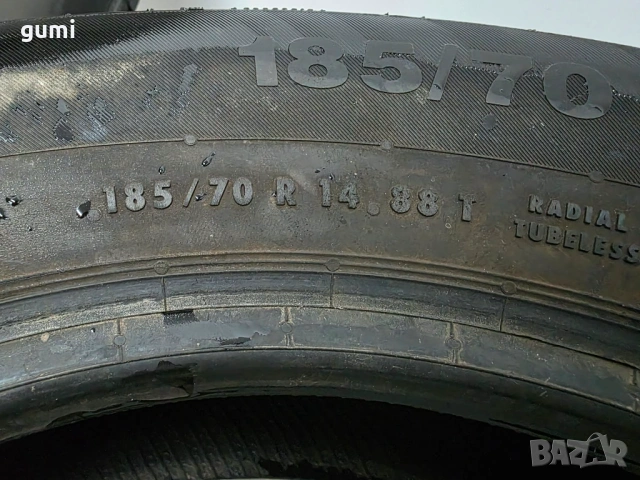 gumi
185/70
185/70 R 14 88 T
RADIAL
TUBELESS
BAZAR